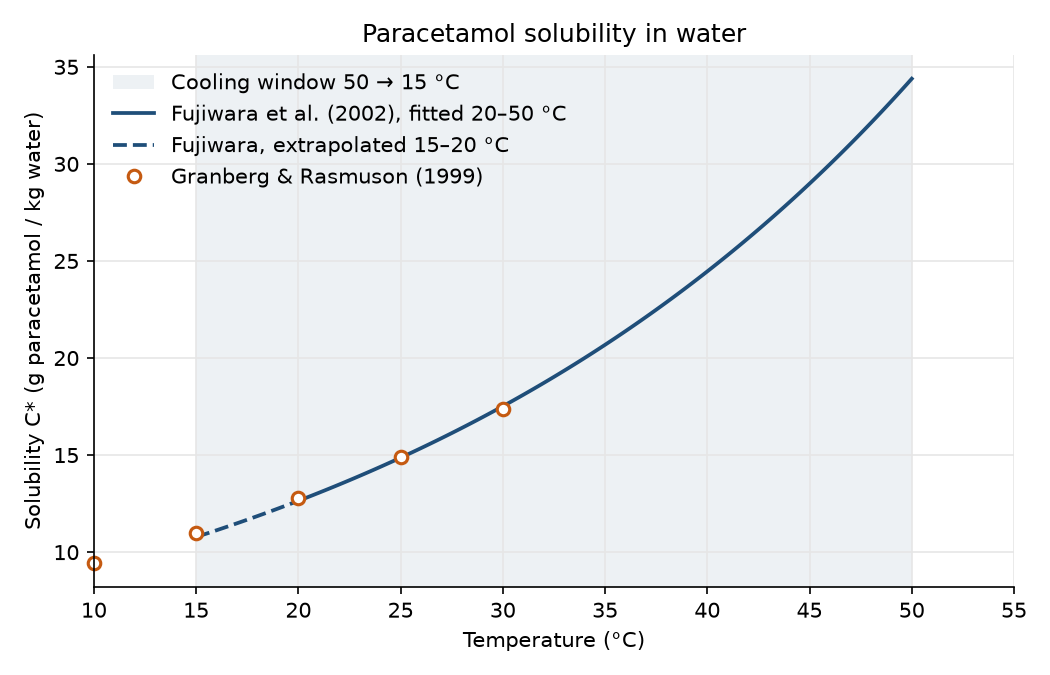 Paracetamol solubility in water
Solubility C* (g paracetamol / kg water)
35
30
25
20
15
10
Cooling window 50 → 15 °C
Fujiwara et al. (2002), fitted 20–50 °C
Fujiwara, extrapolated 15–20 °C
Granberg & Rasmuson (1999)
10 15 20 25 30 35 40 45 50 55
Temperature (°C)